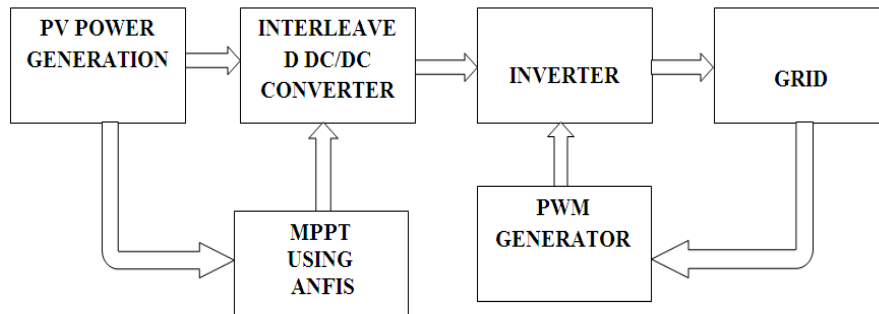 PV POWER
GENERATION
INTERLEAVE
D DC/DC
CONVERTER
INVERTER
GRID
MPPT
USING
ANFIS
PWM
GENERATOR